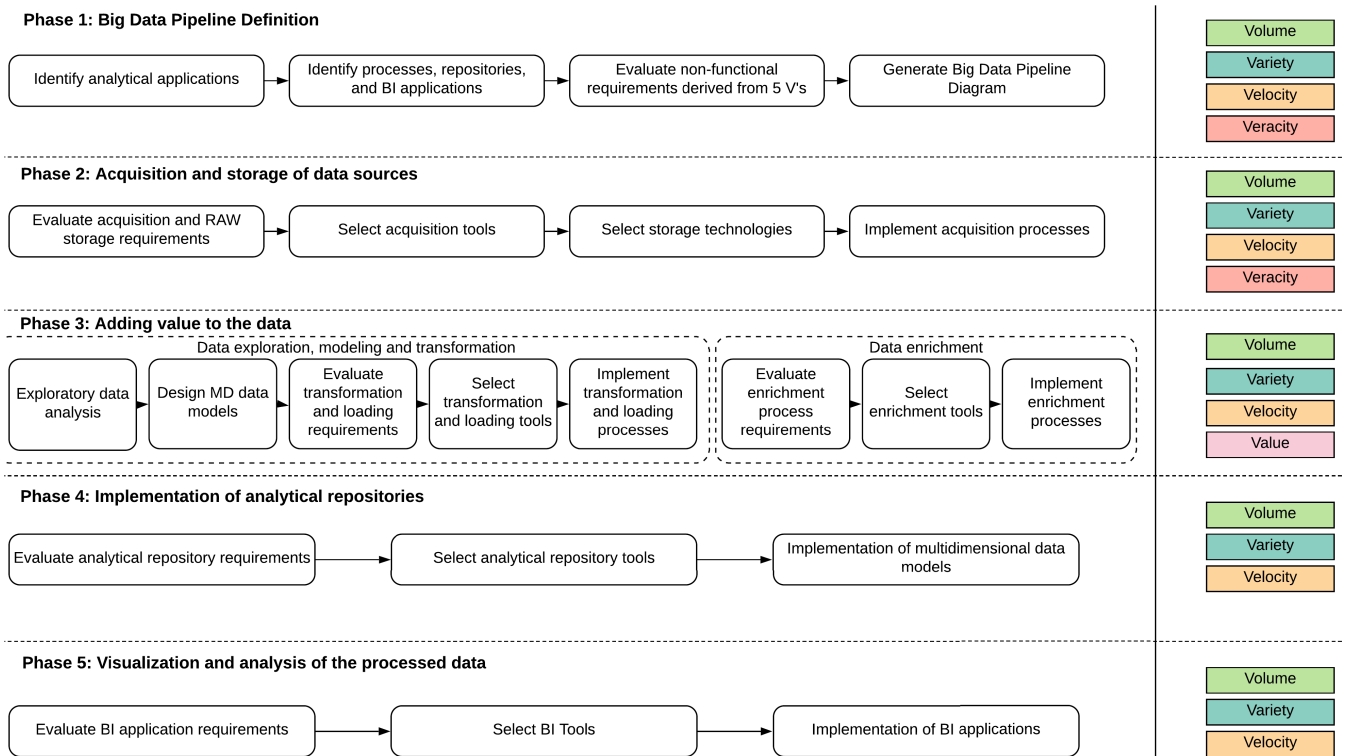 Phase 1: Big Data Pipeline Definition
Identify analytical applications
Identify processes, repositories,
and BI applications
Evaluate non-functional
requirements derived from 5 V's
Generate Big Data Pipeline
Diagram
Volume
Variety
Velocity
Veracity
Phase 2: Acquisition and storage of data sources
Evaluate acquisition and RAW
storage requirements
Select acquisition tools
Select storage technologies
Implement acquisition processes
Volume
Variety
Velocity
Veracity
Phase 3: Adding value to the data
Data exploration, modeling and transformation
Exploratory data
analysis
Design MD data
models
Evaluate
transformation
and loading
requirements
Select
transformation
and loading tools
Implement
transformation
and loading
processes
Data enrichment
Evaluate
enrichment
process
requirements
Select
enrichment tools
Implement
enrichment
processes
Volume
Variety
Velocity
Value
Phase 4: Implementation of analytical repositories
Evaluate analytical repository requirements
Select analytical repository tools
Implementation of multidimensional data
models
Volume
Variety
Velocity
Phase 5: Visualization and analysis of the processed data
Evaluate BI application requirements
Select BI Tools
Implementation of BI applications
Volume
Variety
Velocity